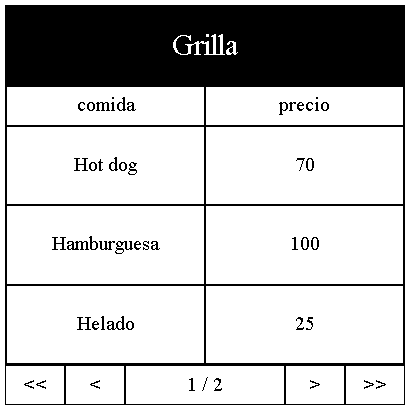 Grilla
comida precio
Hot dog 70
Hamburguesa 100
Helado 25
<< < 1 / 2 > >>